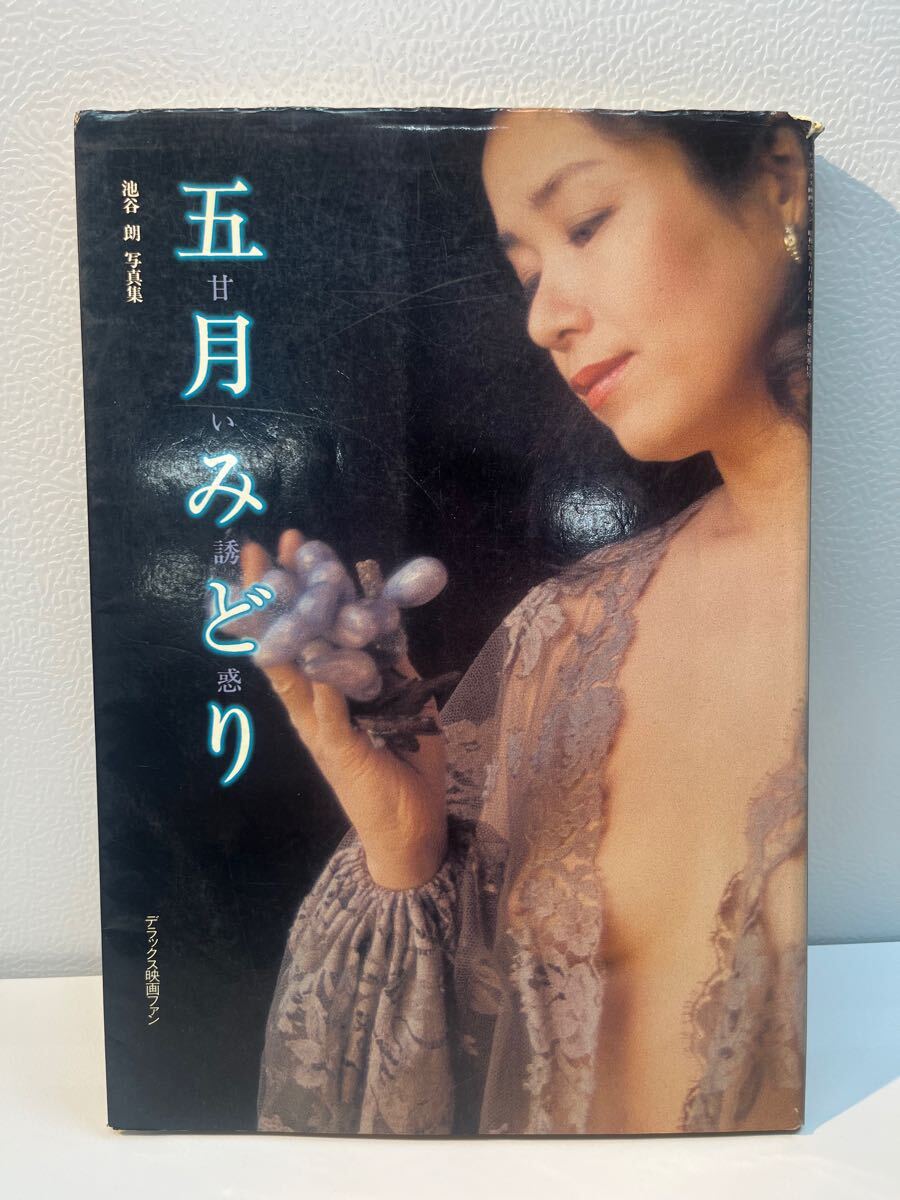 五月みどり
甘い誘惑
池谷 朗 写真集
デラックス映画ファン